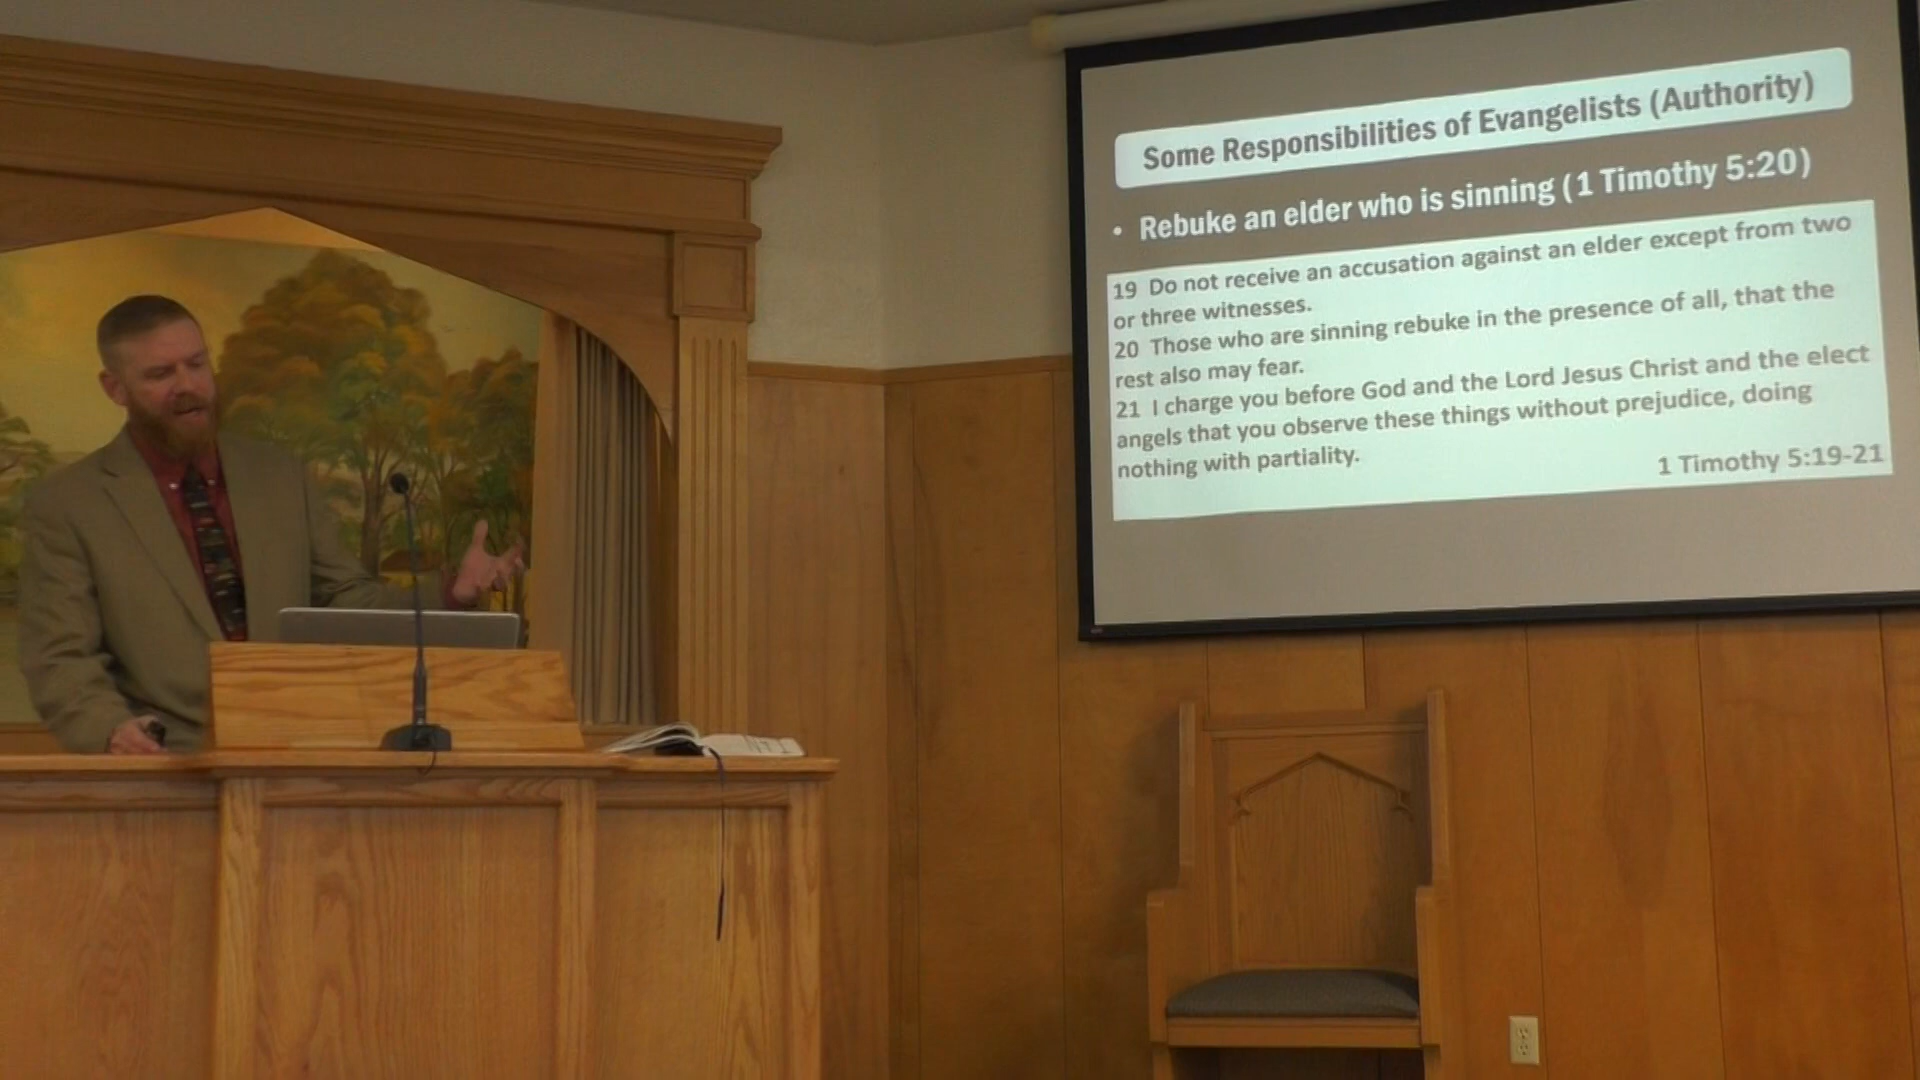 Some Responsibilities of Evangelists (Authority)
• Rebuke an elder who is sinning (1 Timothy 5:20)
19 Do not receive an accusation against an elder except from two
or three witnesses.
20 Those who are sinning rebuke in the presence of all, that the
rest also may fear.
21 I charge you before God and the Lord Jesus Christ and the elect
angels that you observe these things without prejudice, doing
nothing with partiality.
1 Timothy 5:19-21